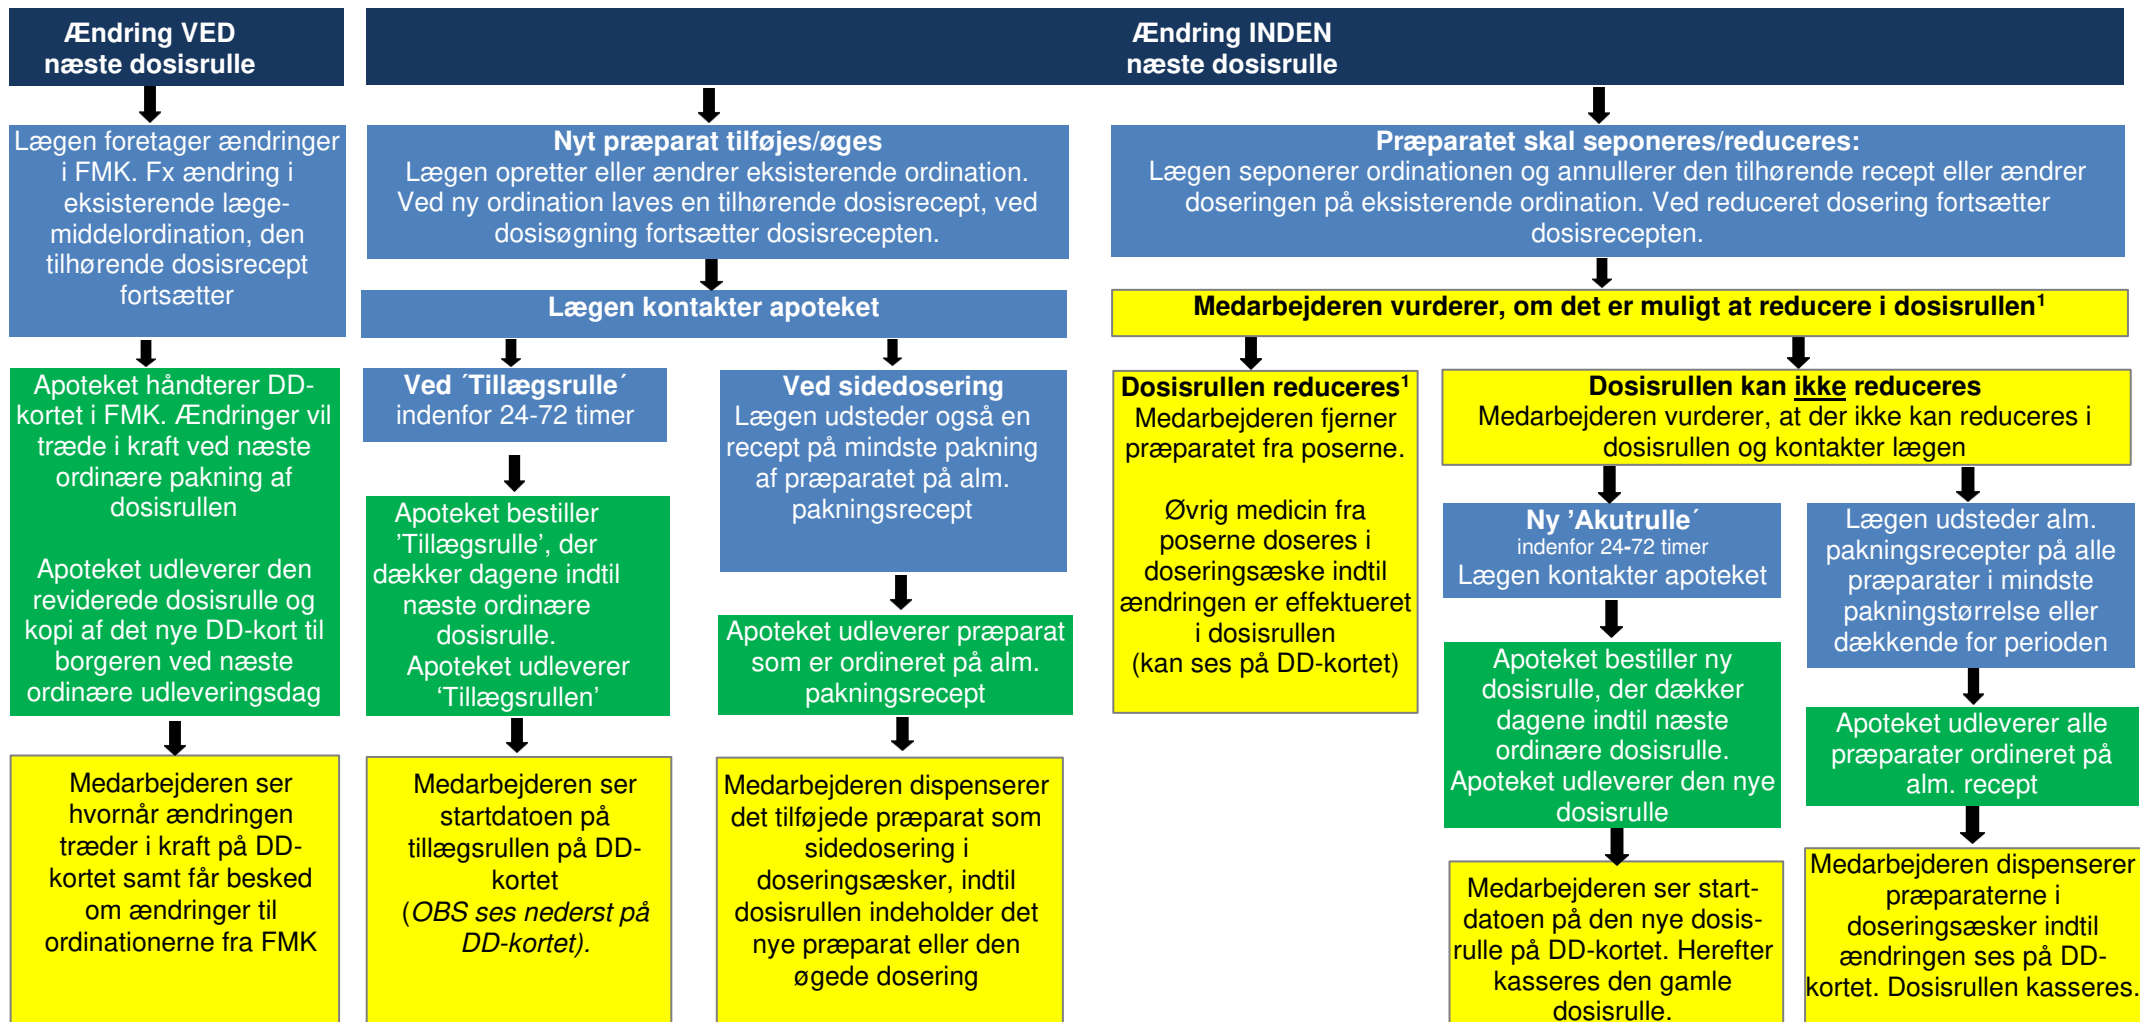 Ændring VED
næste dosisrulle
Ændring INDEN
næste dosisrulle
Lægen foretager ændringer
i FMK. Fx ændring i
eksisterende læge-
middelordination, den
tilhørende dosisrecept
fortsætter
Apoteket håndterer DD-
kortet i FMK. Ændringer vil
træde i kraft ved næste
ordinære pakning af
dosisrullen
Apoteket udleverer den
reviderede dosisrulle og
kopi af det nye DD-kort til
borgeren ved næste
ordinære udleveringsdag
Medarbejderen ser
hvornår ændringen
træder i kraft på DD-
kortet samt får besked
om ændringer til
ordinationerne fra FMK
Nyt præparat tilføjes/øges
Lægen opretter eller ændrer eksisterende ordination.
Ved ny ordination laves en tilhørende dosisrecept, ved
dosisøgning fortsætter dosisrecepten.
Lægen kontakter apoteket
Ved ´Tillægsrulle´
indenfor 24-72 timer
Apoteket bestiller
’Tillægsrulle’, der
dækker dagene indtil
næste ordinære
dosisrulle.
Apoteket udleverer
‘Tillægsrullen’
Medarbejderen ser
startdatoen på
tillægsrullen på DD-
kortet
(OBS ses nederst på
DD-kortet).
Ved sidedosering
Lægen udsteder også en
recept på mindste pakning
af præparatet på alm.
pakningsrecept
Apoteket udleverer præparat
som er ordineret på alm.
pakningsrecept
Medarbejderen dispenserer
det tilføjede præparat som
sidedosering i
doseringsæsker, indtil
dosisrullen indeholder det
nye præparat eller den
øgede dosering
Præparatet skal seponeres/reduceres:
Lægen seponerer ordinationen og annullerer den tilhørende recept eller ændrer
doseringen på eksisterende ordination. Ved reduceret dosering fortsætter
dosisrecepten.
Medarbejderen vurderer, om det er muligt at reducere i dosisrullen¹
Dosisrullen reduceres¹
Medarbejderen fjerner
præparatet fra poserne.
Øvrig medicin fra
poserne doseres i
doseringsæske indtil
ændringen er effektueret
i dosisrullen
(kan ses på DD-kortet)
Dosisrullen kan ikke reduceres
Medarbejderen vurderer, at der ikke kan reduceres i
dosisrullen og kontakter lægen
Ny ’Akutrulle´
indenfor 24-72 timer
Lægen kontakter apoteket
Apoteket bestiller ny
dosisrulle, der dækker
dagene indtil næste
ordinære dosisrulle.
Apoteket udleverer den nye
dosisrulle
Medarbejderen ser start-
datoen på den nye dosis-
rulle på DD-kortet. Herefter
kasseres den gamle
dosisrulle.
Lægen udsteder alm.
pakningsrecepter på alle
præparater i mindste
pakningstørrelse eller
dækkende for perioden
Apoteket udleverer alle
præparater ordineret på
alm. recept
Medarbejderen dispenserer
præparaterne i
doseringsæsker indtil
ændringen ses på DD-
kortet. Dosisrullen kasseres.